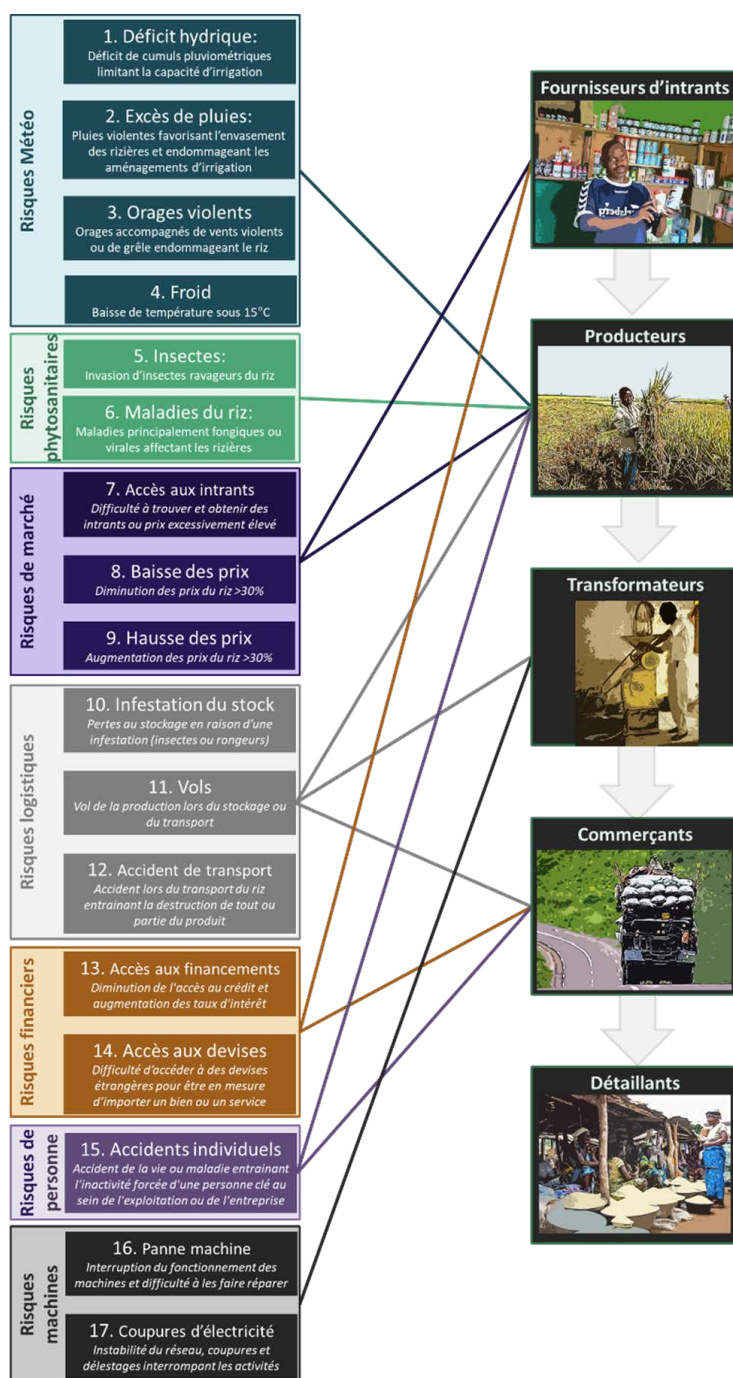 Risques Météo
1. Déficit hydrique:
Déficit de cumuls pluviométriques
limitant la capacité d'irrigation
2. Excès de pluies:
Pluies violentes favorisant l'envasement
des rizières et endommageant les
aménagements d'irrigation
3. Orages violents
Orages accompagnés de vents violents
ou de grêle endommageant le riz
4. Froid
Baisse de température sous 15°C
Risques
phytosanitaires
5. Insectes:
Invasion d'insectes ravageurs du riz
6. Maladies du riz:
Maladies principalement fongiques ou
virales affectant les rizières
Risques de marché
7. Accès aux intrants
Difficulté à trouver et obtenir des
intrants ou prix excessivement élevé
8. Baisse des prix
Diminution des prix du riz >30%
9. Hausse des prix
Augmentation des prix du riz >30%
Risques logistiques
10. Infestation du stock
Pertes au stockage en raison d'une
infestation (insectes ou rongeurs)
11. Vols
Vol de la production lors du stockage ou
du transport
12. Accident de transport
Accident lors du transport du riz
entrainant la destruction de tout ou
partie du produit
Risques financiers
13. Accès aux financements
Diminution de l'accès au crédit et
augmentation des taux d'intérêt
14. Accès aux devises
Difficulté d'accéder à des devises
étrangères pour être en mesure
d'importer un bien ou un service
Risques de
personne
15. Accidents individuels
Accident de la vie ou maladie entrainant
l'inactivité forcée d'une personne clé au
sein de l'exploitation ou de l'entreprise
Risques
machines
16. Panne machine
Interruption du fonctionnement des
machines et difficulté à les faire réparer
17. Coupures d'électricité
Instabilité du réseau, coupures et
délestages interrompant les activités
Fournisseurs d'intrants
Producteurs
Transformateurs
Commerçants
Détaillants